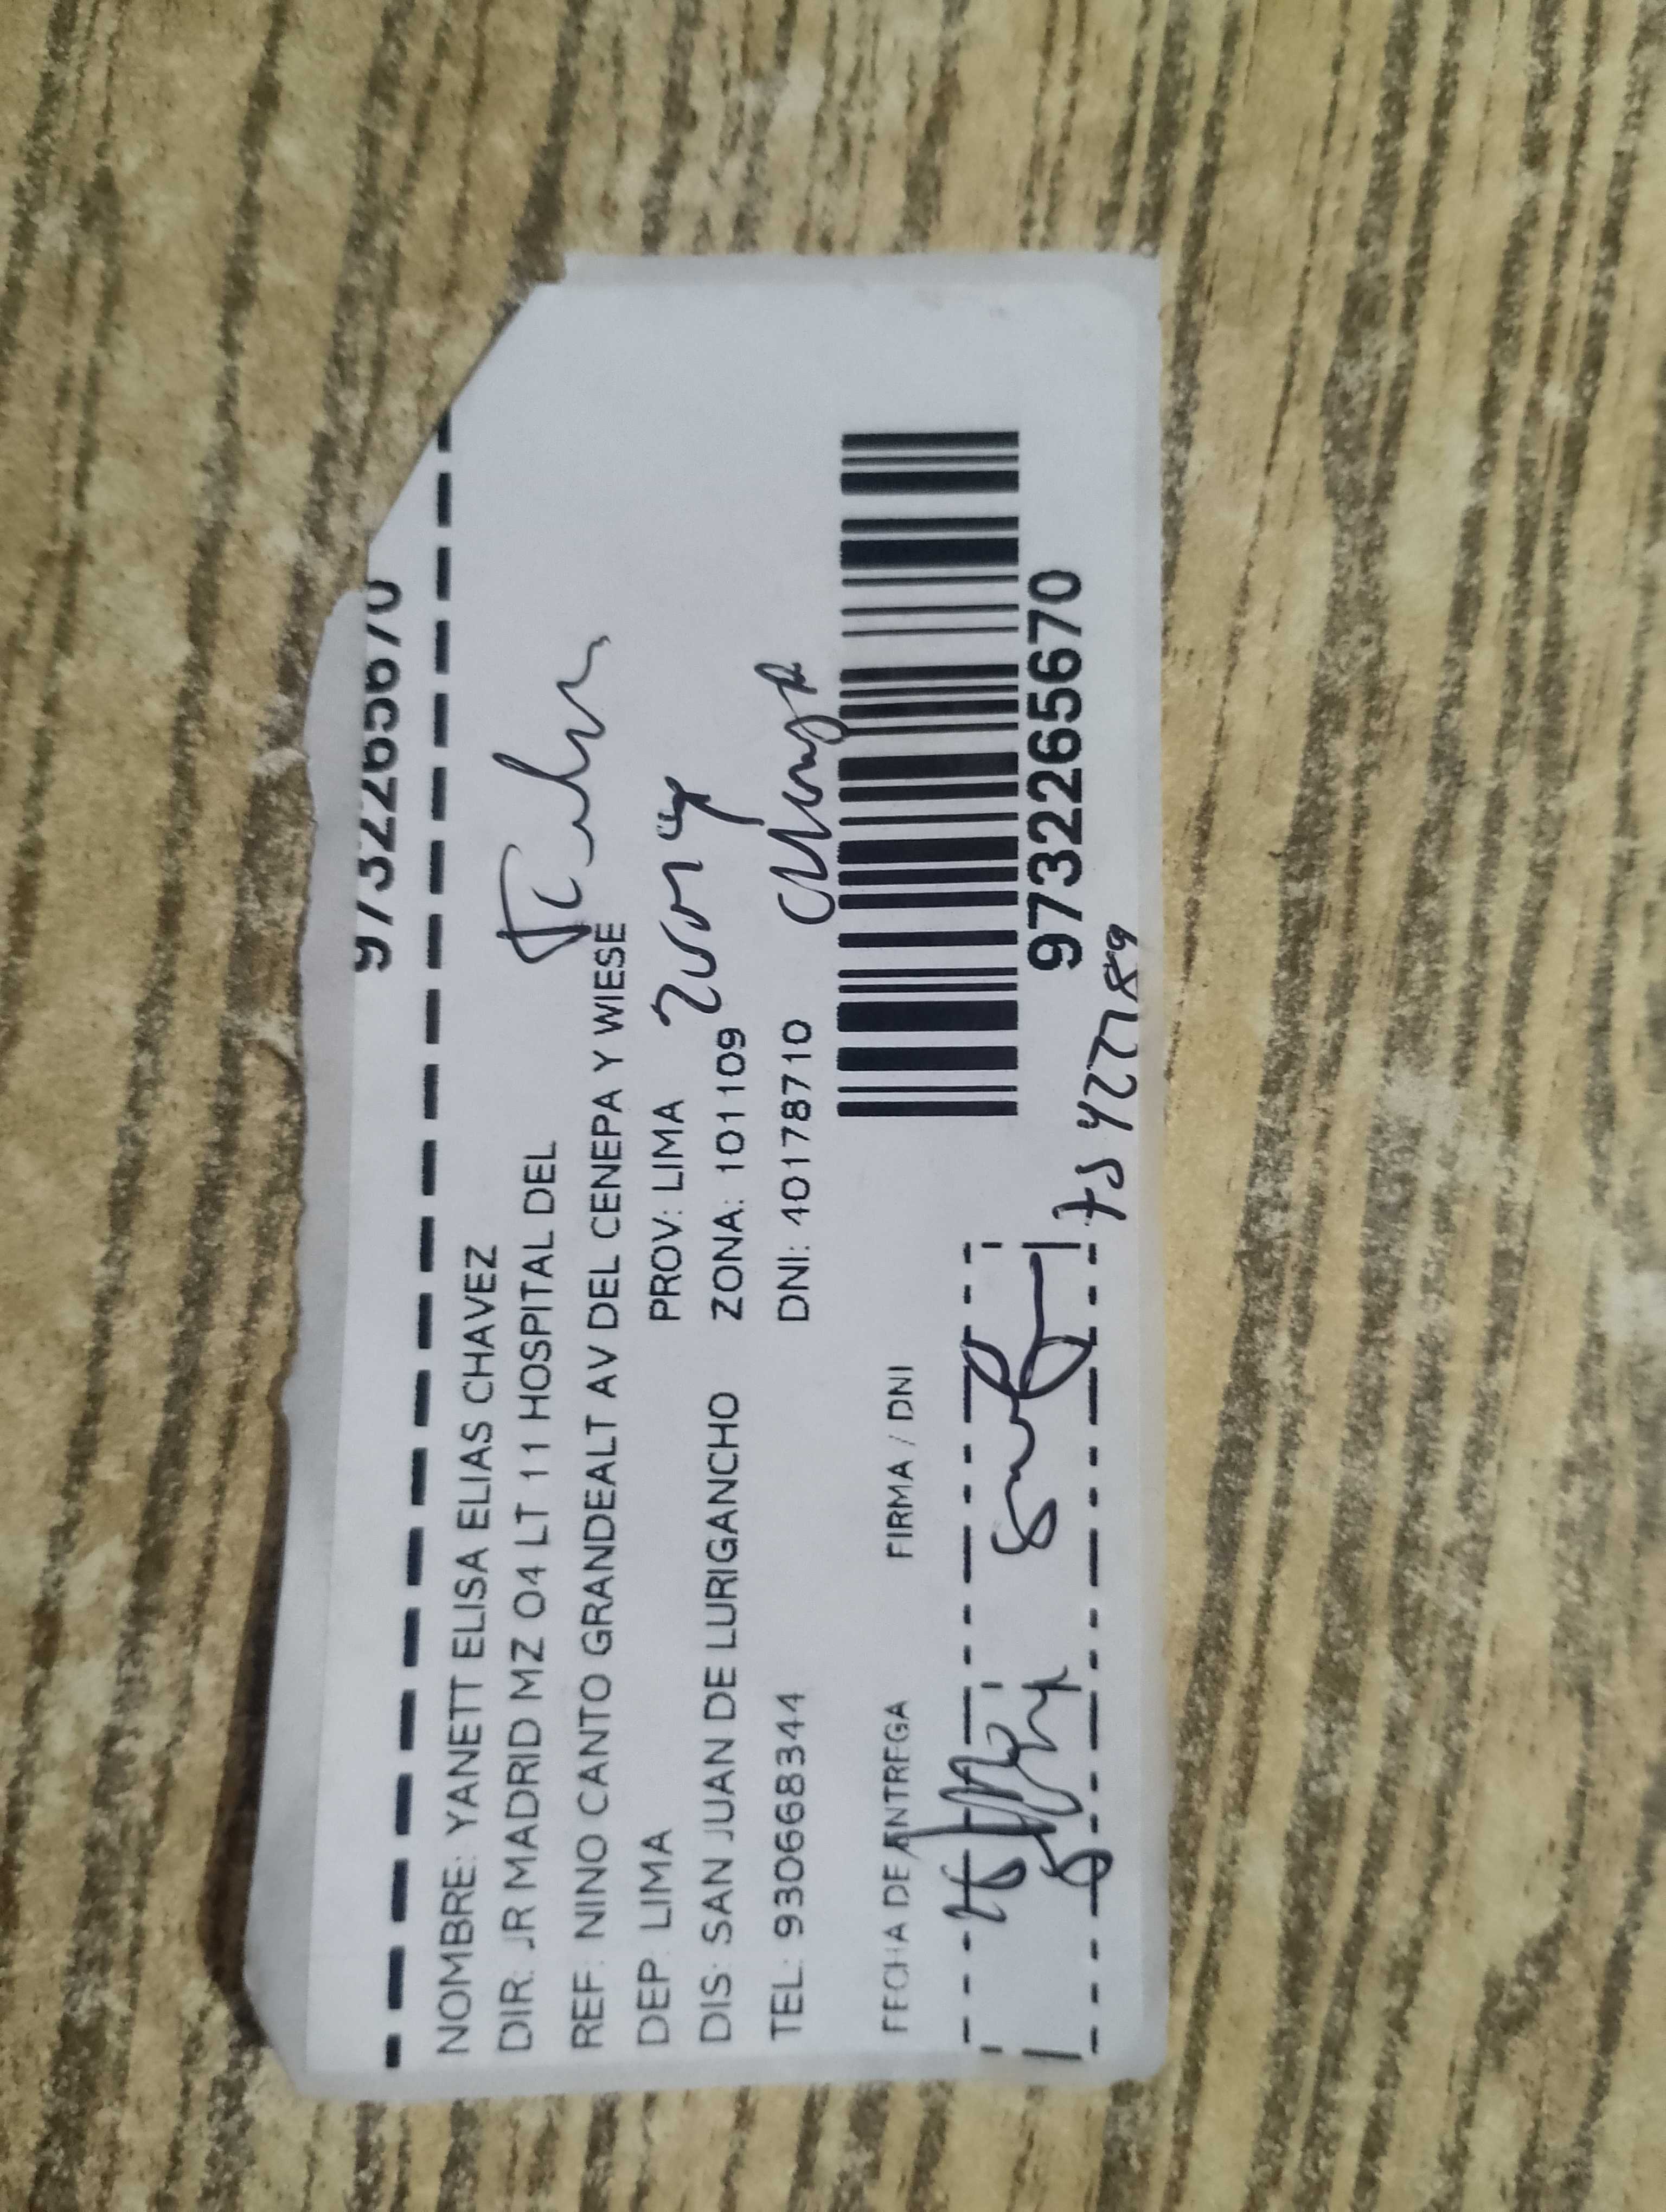 9732265670
NOMBRE: YANETT ELISA ELIAS CHAVEZ
DIR: JR MADRID MZ O4 LT 11 HOSPITAL DEL
REF: NINO CANTO GRANDEALT AV DEL CENEPA Y WIESE
DEP: LIMA PROV: LIMA
DIS: SAN JUAN DE LURIGANCHO ZONA: 101109
TEL: 930668344 DNI: 40178710
FECHA DE ENTREGA FIRMA / DNI
9732265670